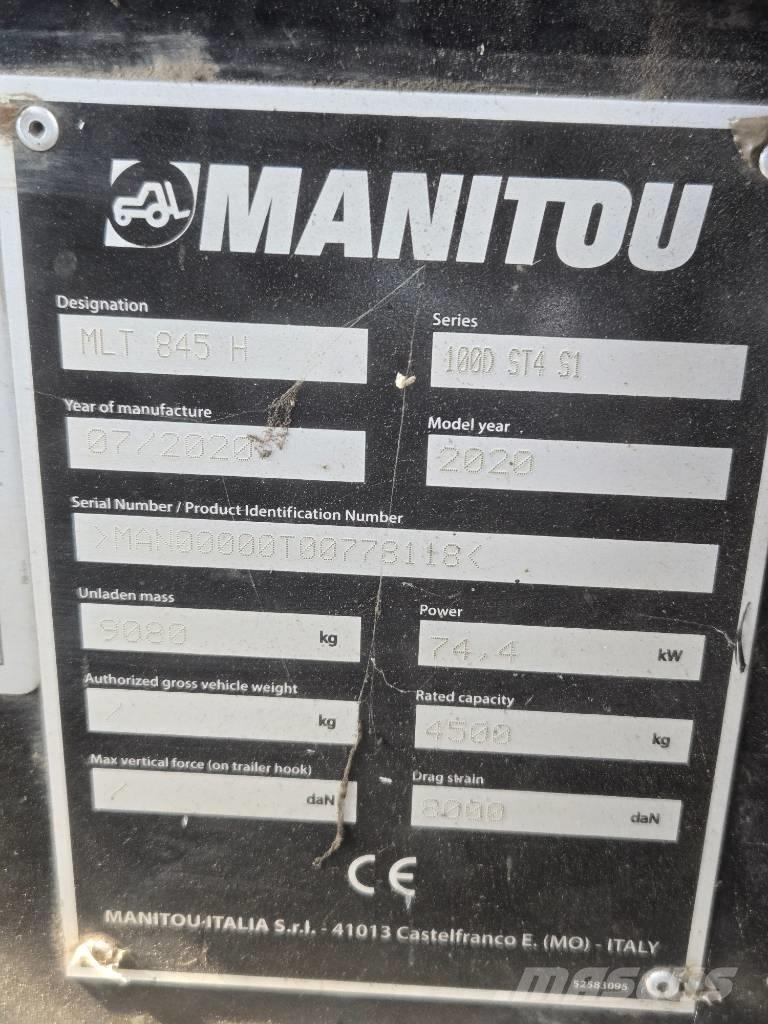 MANITOU
Designation
MLT 845 H
Series
100D ST4 S1
Year of manufacture
07/2020
Model year
2020
Serial Number / Product Identification Number
>MAN00000T00778118<
Unladen mass
9080 kg
Power
74,4 kW
Authorized gross vehicle weight
/ kg
Rated capacity
4500 kg
Max vertical force (on trailer hook)
/ daN
Drag strain
8000 daN
CE
MANITOU-ITALIA S.r.l. - 41013 Castelfranco E. (MO) - ITALY
52583095
MASCUS